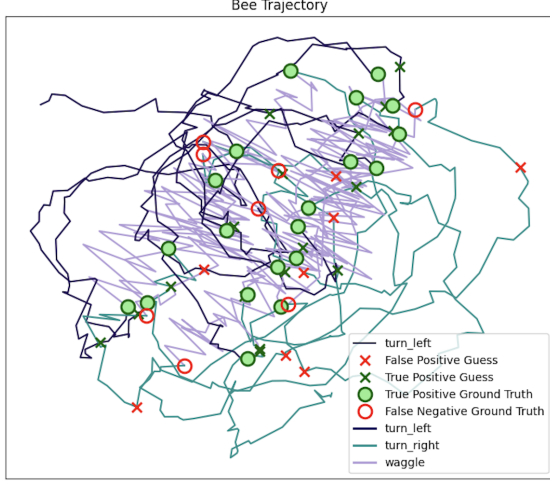 Bee Trajectory
turn_left
False Positive Guess
True Positive Guess
True Positive Ground Truth
False Negative Ground Truth
turn_left
turn_right
waggle